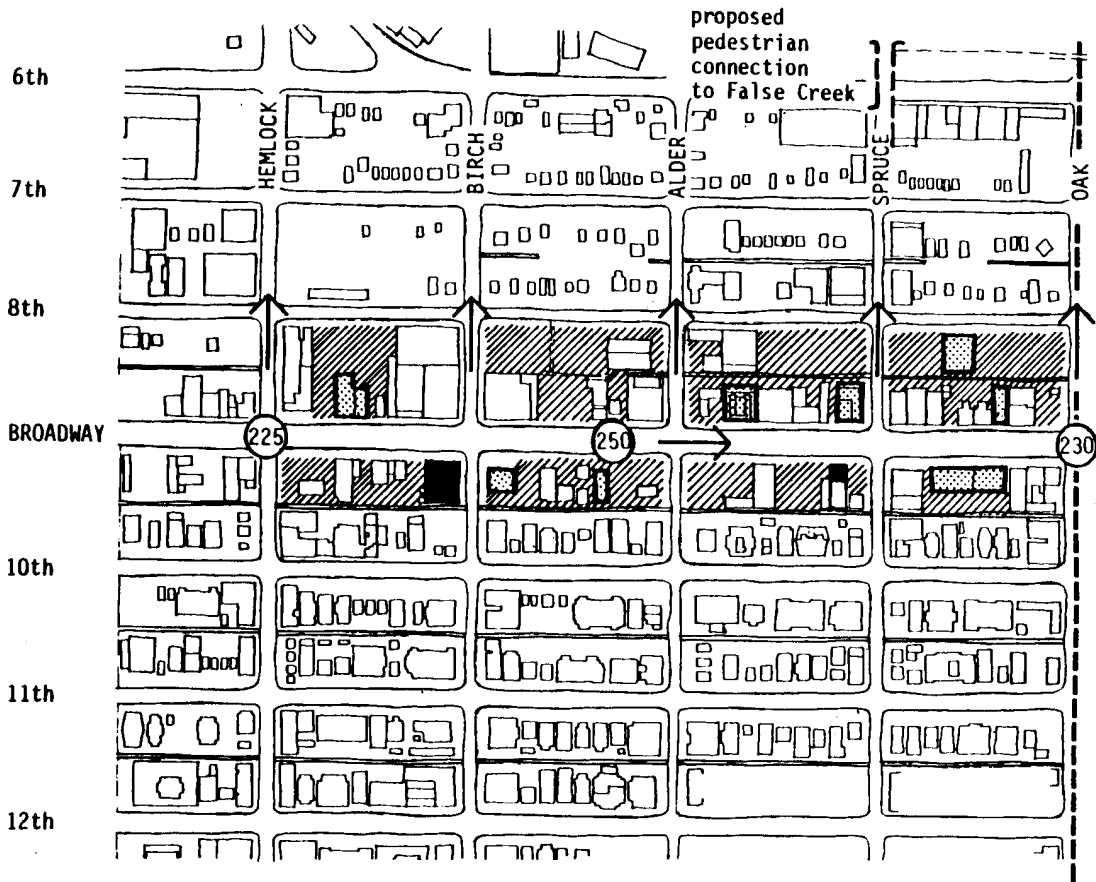 proposed
pedestrian
connection
to False Creek
6th
HEMLOCK
BIRCH
ALDER
SPRUCE
OAK
7th
8th
BROADWAY
225
250
230
10th
11th
12th